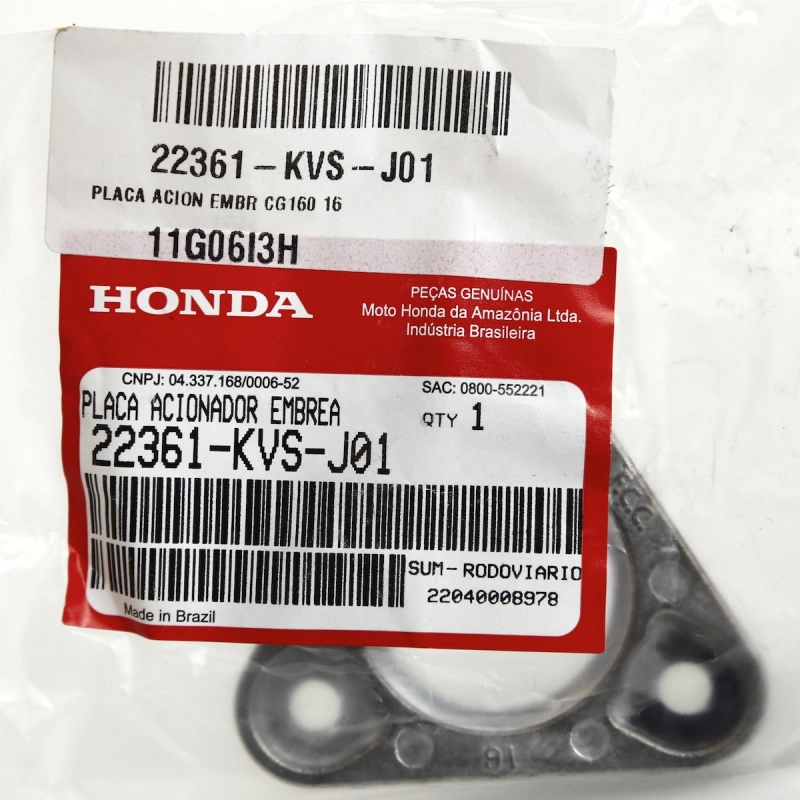 22361-KVS-J01
PLACA ACION EMBR CG160 16
11G06I3H
HONDA
PEÇAS GENUÍNAS
Moto Honda da Amazônia Ltda.
Indústria Brasileira
CNPJ: 04.337.168/0006-52
SAC: 0800-552221
PLACA ACIONADOR EMBREA
QTY 1
22361-KVS-J01
SUM-RODOVIARIO
22040008978
Made in Brazil
F.C.C.